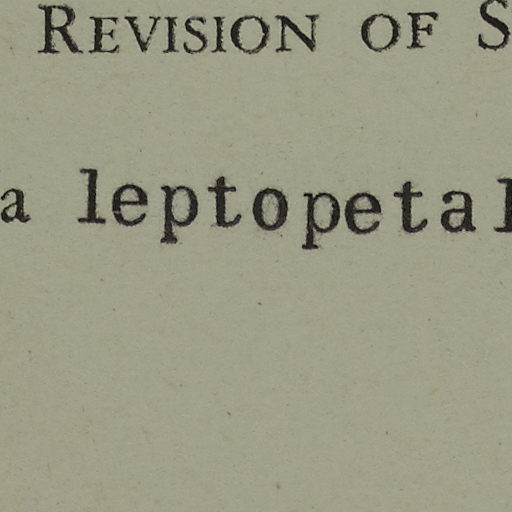 REVISION OF S
a leptopetal